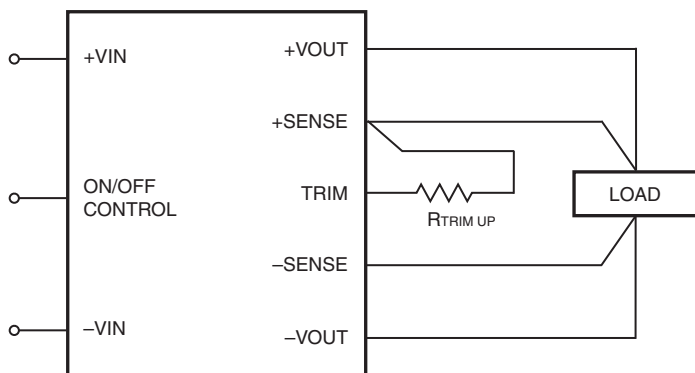 +VIN
ON/OFF
CONTROL
–VIN
+VOUT
+SENSE
TRIM
–SENSE
–VOUT
RTRIM UP
LOAD